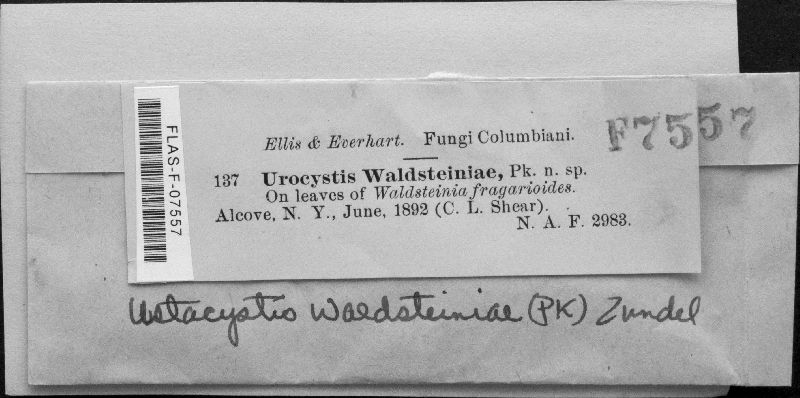 FLAS-F-07557
Ellis & Everhart. Fungi Columbiani.
F7557
137 Urocystis Waldsteiniae, Pk. n. sp.
On leaves of Waldsteinia fragarioides.
Alcove, N. Y., June, 1892 (C. L. Shear).
N. A. F. 2983.
Ustacystis Waldsteiniae (PK) Zundel